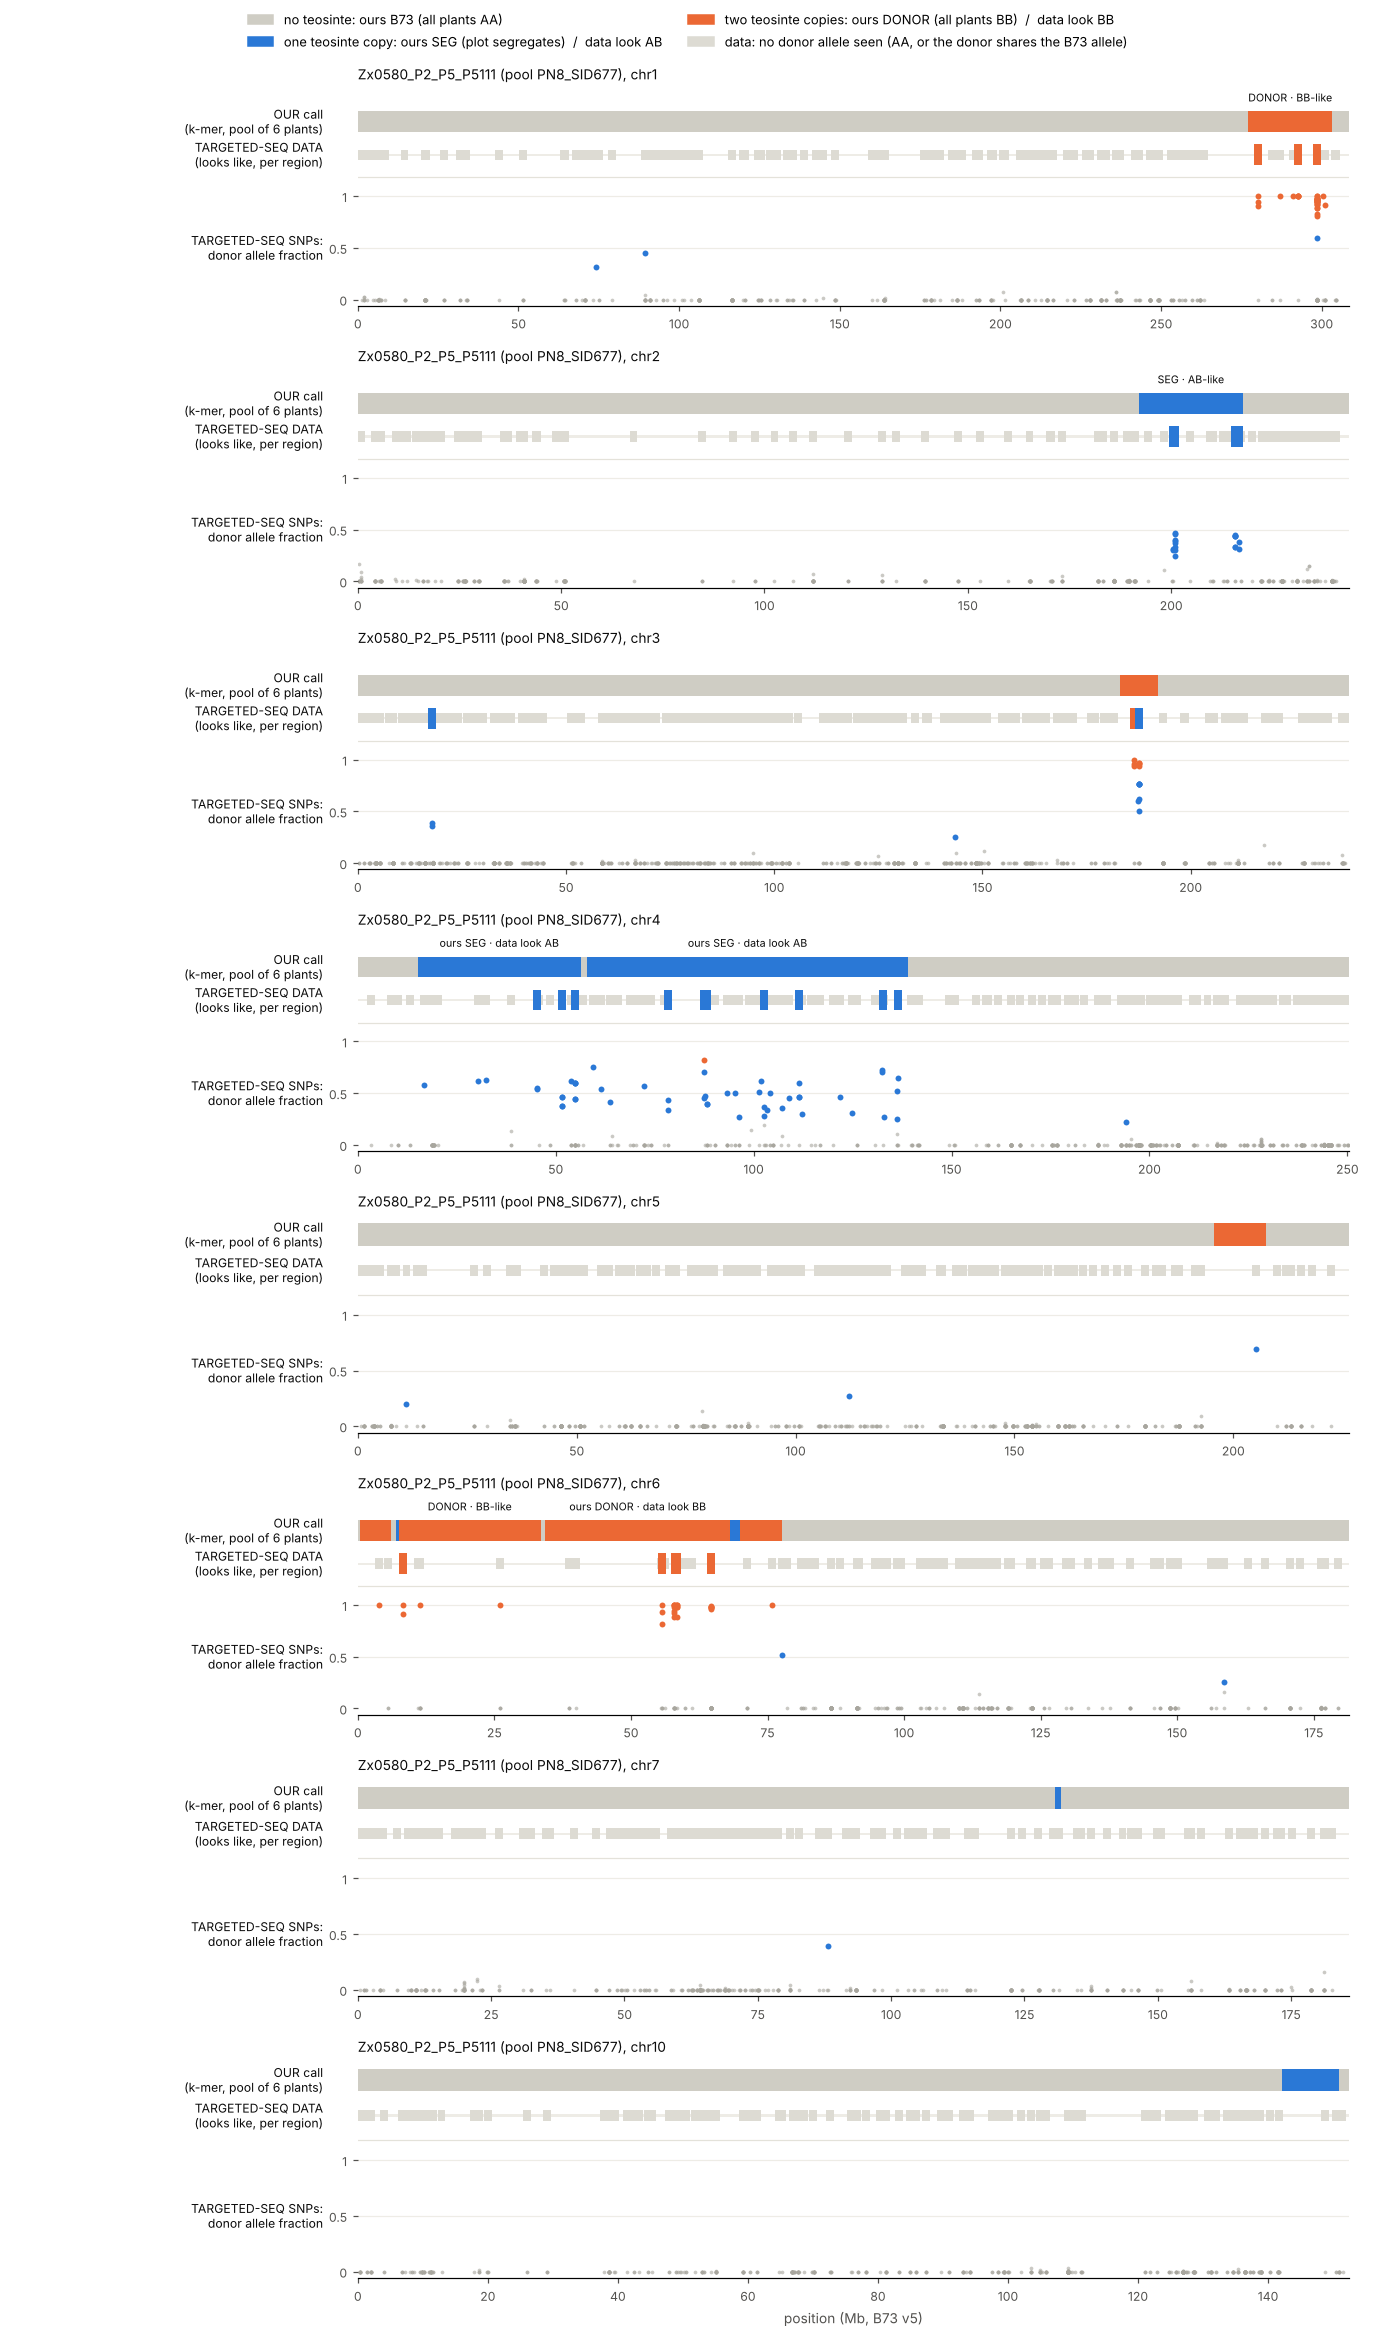 no teosinte: ours B73 (all plants AA)
two teosinte copies: ours DONOR (all plants BB)  /  data look BB
one teosinte copy: ours SEG (plot segregates)  /  data look AB
data: no donor allele seen (AA, or the donor shares the B73 allele)
Zx0580_P2_P5_P5111 (pool PN8_SID677), chr1
DONOR · BB-like
OUR call
(k-mer, pool of 6 plants)
TARGETED-SEQ DATA
(looks like, per region)
1
TARGETED-SEQ SNPs:
donor allele fraction
0.5
0
0 50 100 150 200 250 300
Zx0580_P2_P5_P5111 (pool PN8_SID677), chr2
SEG · AB-like
OUR call
(k-mer, pool of 6 plants)
TARGETED-SEQ DATA
(looks like, per region)
1
TARGETED-SEQ SNPs:
donor allele fraction
0.5
0
0 50 100 150 200
Zx0580_P2_P5_P5111 (pool PN8_SID677), chr3
OUR call
(k-mer, pool of 6 plants)
TARGETED-SEQ DATA
(looks like, per region)
1
TARGETED-SEQ SNPs:
donor allele fraction
0.5
0
0 50 100 150 200
Zx0580_P2_P5_P5111 (pool PN8_SID677), chr4
ours SEG · data look AB ours SEG · data look AB
OUR call
(k-mer, pool of 6 plants)
TARGETED-SEQ DATA
(looks like, per region)
1
TARGETED-SEQ SNPs:
donor allele fraction
0.5
0
0 50 100 150 200 250
Zx0580_P2_P5_P5111 (pool PN8_SID677), chr5
OUR call
(k-mer, pool of 6 plants)
TARGETED-SEQ DATA
(looks like, per region)
1
TARGETED-SEQ SNPs:
donor allele fraction
0.5
0
0 50 100 150 200
Zx0580_P2_P5_P5111 (pool PN8_SID677), chr6
DONOR · BB-like ours DONOR · data look BB
OUR call
(k-mer, pool of 6 plants)
TARGETED-SEQ DATA
(looks like, per region)
1
TARGETED-SEQ SNPs:
donor allele fraction
0.5
0
0 25 50 75 100 125 150 175
Zx0580_P2_P5_P5111 (pool PN8_SID677), chr7
OUR call
(k-mer, pool of 6 plants)
TARGETED-SEQ DATA
(looks like, per region)
1
TARGETED-SEQ SNPs:
donor allele fraction
0.5
0
0 25 50 75 100 125 150 175
Zx0580_P2_P5_P5111 (pool PN8_SID677), chr10
OUR call
(k-mer, pool of 6 plants)
TARGETED-SEQ DATA
(looks like, per region)
1
TARGETED-SEQ SNPs:
donor allele fraction
0.5
0
0 20 40 60 80 100 120 140
position (Mb, B73 v5)